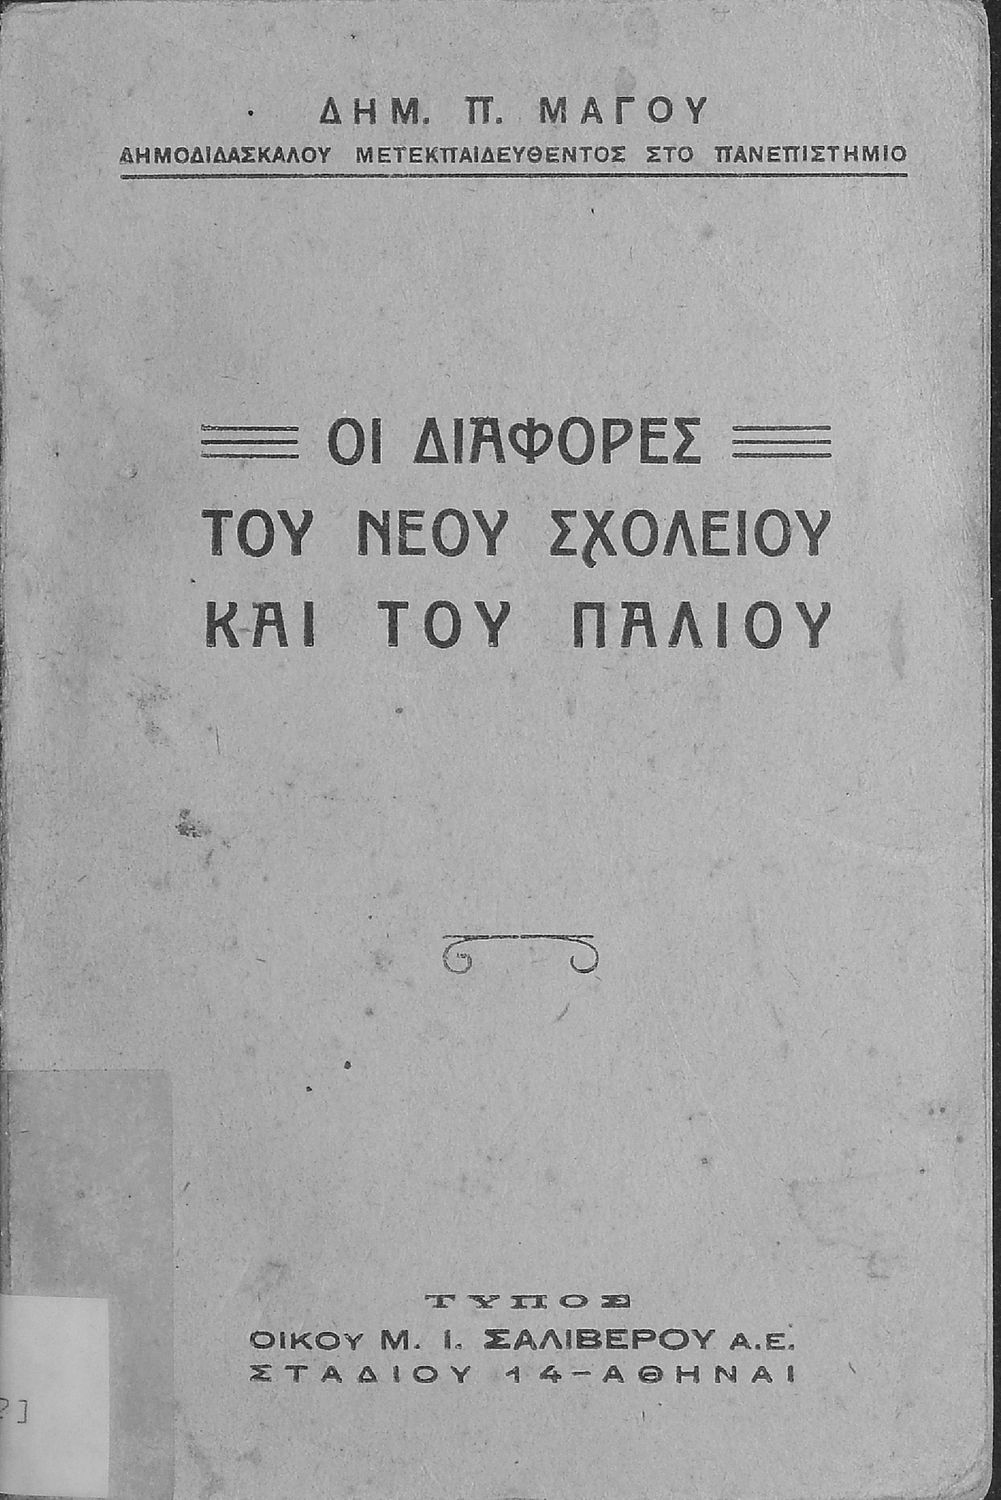 ΔΗΜ. Π. ΜΑΓΟΥ
ΔΗΜΟΔΙΔΑΣΚΑΛΟΥ ΜΕΤΕΚΠΑΙΔΕΥΘΕΝΤΟΣ ΣΤΟ ΠΑΝΕΠΙΣΤΗΜΙΟ
ΟΙ ΔΙΑΦΟΡΕΣ
ΤΟΥ ΝΕΟΥ ΣΧΟΛΕΙΟΥ
ΚΑΙ ΤΟΥ ΠΑΛΙΟΥ
ΤΥΠΟΣ
ΟΙΚΟΥ Μ. Ι. ΣΑΛΙΒΕΡΟΥ Α.Ε.
ΣΤΑΔΙΟΥ 14-ΑΘΗΝΑΙ
?]